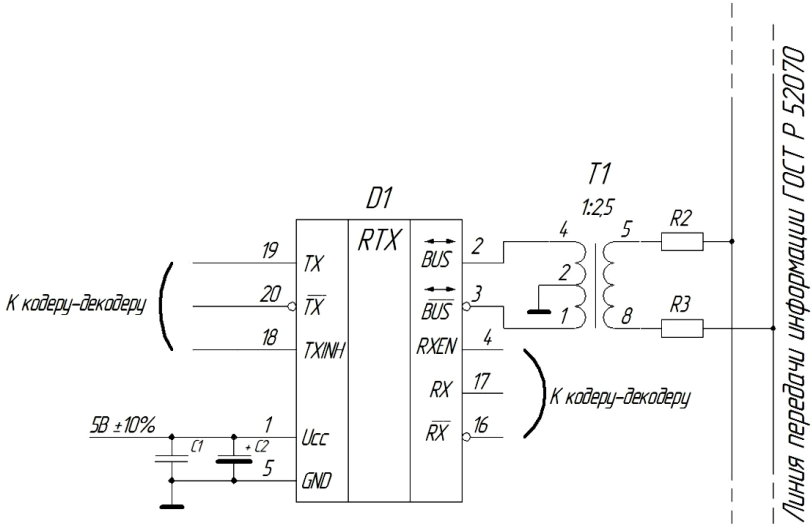 D1
RTX
T1
1:2,5
19
TX
20
TX
18
TXINH
К кодеру-декодеру
BUS
2
BUS
3
RXEN
4
RX
17
RX
16
К кодеру-декодеру
4
2
1
5
8
R2
R3
5В ±10%
1
Ucc
C1
+ C2
5
GND
Линия передачи информации ГОСТ Р 52070